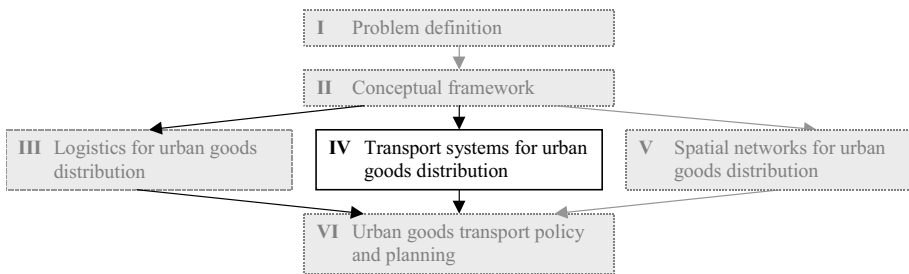 I Problem definition
II Conceptual framework
III Logistics for urban goods
distribution
IV Transport systems for urban
goods distribution
V Spatial networks for urban
goods distribution
VI Urban goods transport policy
and planning